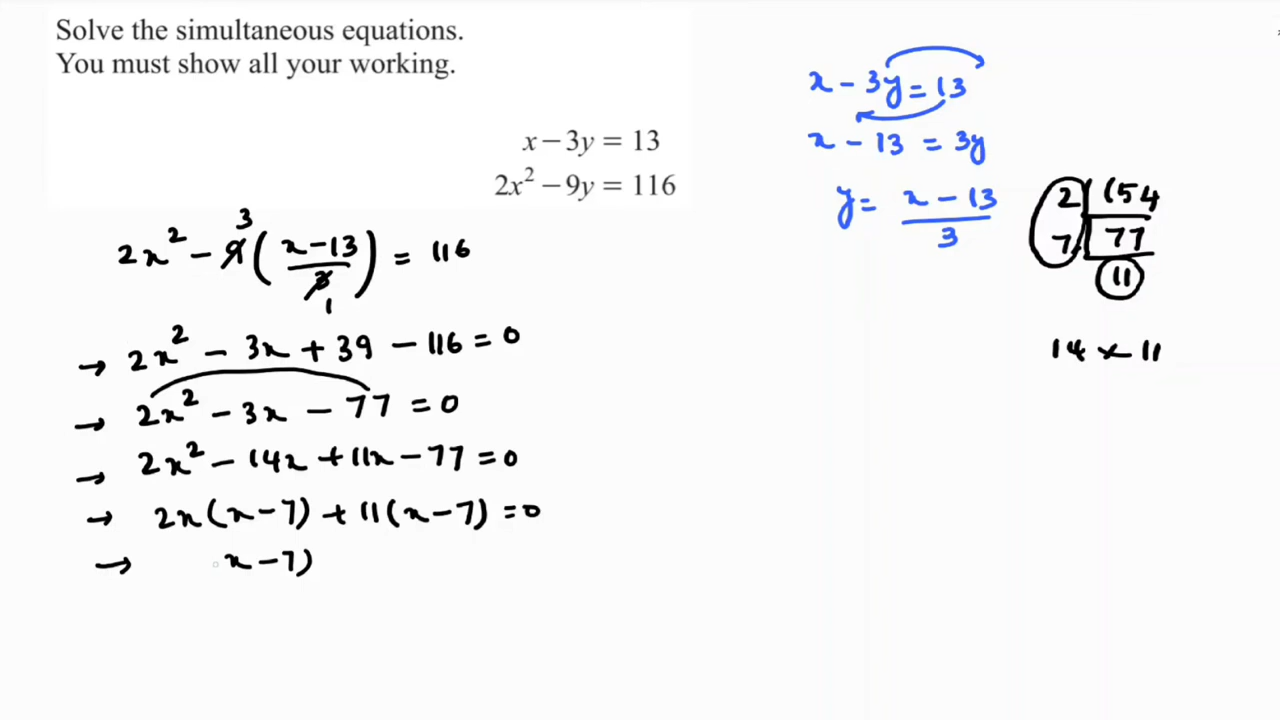 Solve the simultaneous equations.
You must show all your working.
x − 3y = 13
2x² − 9y = 116
2x² − 9 3 ( x − 13 / 3 1 ) = 116
→ 2x² − 3x + 39 − 116 = 0
→ 2x² − 3x − 77 = 0
→ 2x² − 14x + 11x − 77 = 0
→ 2x(x − 7) + 11(x − 7) = 0
→ x − 7)
x − 3y = 13
x − 13 = 3y
y = x − 13 / 3
2 | 154
7 | 77
11
14 × 11